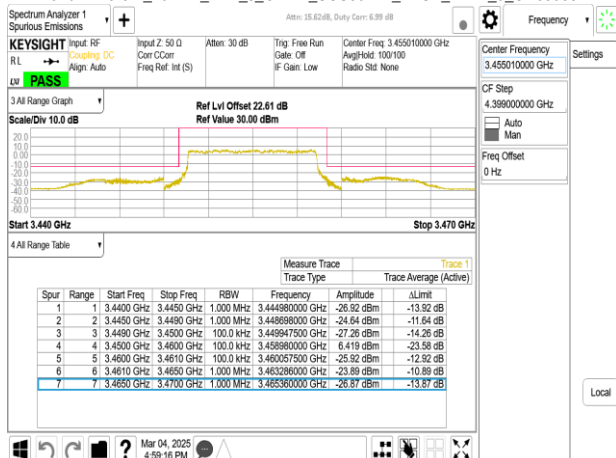 Spectrum Analyzer 1
Spurious Emissions
Attn: 15.62dB, Duty Corr: 6.99 dB
Frequency
KEYSIGHT Input: RF Input Z: 50 Ω Atten: 30 dB Trig: Free Run Center Freq: 3.455010000 GHz
RL Coupling: DC Corr CCorr Gate: Off Avg|Hold: 100/100
Align: Auto Freq Ref: Int (S) IF Gain: Low Radio Std: None
LXI PASS
Center Frequency
3.455010000 GHz
Settings
CF Step
4.399000000 GHz
Auto
Man
Freq Offset
0 Hz
3 All Range Graph
Ref Lvl Offset 22.61 dB
Scale/Div 10.0 dB Ref Value 30.00 dBm
20.0
10.0
0.00
-10.0
-20.0
-30.0
-40.0
-50.0
-60.0
Start 3.440 GHz Stop 3.470 GHz
4 All Range Table
Measure Trace Trace 1
Trace Type Trace Average (Active)
Spur Range Start Freq Stop Freq RBW Frequency Amplitude ΔLimit
1 1 3.4400 GHz 3.4450 GHz 1.000 MHz 3.444980000 GHz -26.92 dBm -13.92 dB
2 2 3.4450 GHz 3.4490 GHz 1.000 MHz 3.448698000 GHz -24.64 dBm -11.64 dB
3 3 3.4490 GHz 3.4500 GHz 100.0 kHz 3.449947500 GHz -27.26 dBm -14.26 dB
4 4 3.4500 GHz 3.4600 GHz 100.0 kHz 3.458980000 GHz 6.419 dBm -23.58 dB
5 5 3.4600 GHz 3.4610 GHz 100.0 kHz 3.460057500 GHz -25.92 dBm -12.92 dB
6 6 3.4610 GHz 3.4650 GHz 1.000 MHz 3.463286000 GHz -23.89 dBm -10.89 dB
7 7 3.4650 GHz 3.4700 GHz 1.000 MHz 3.465360000 GHz -26.87 dBm -13.87 dB
Local
Mar 04, 2025
4:59:16 PM